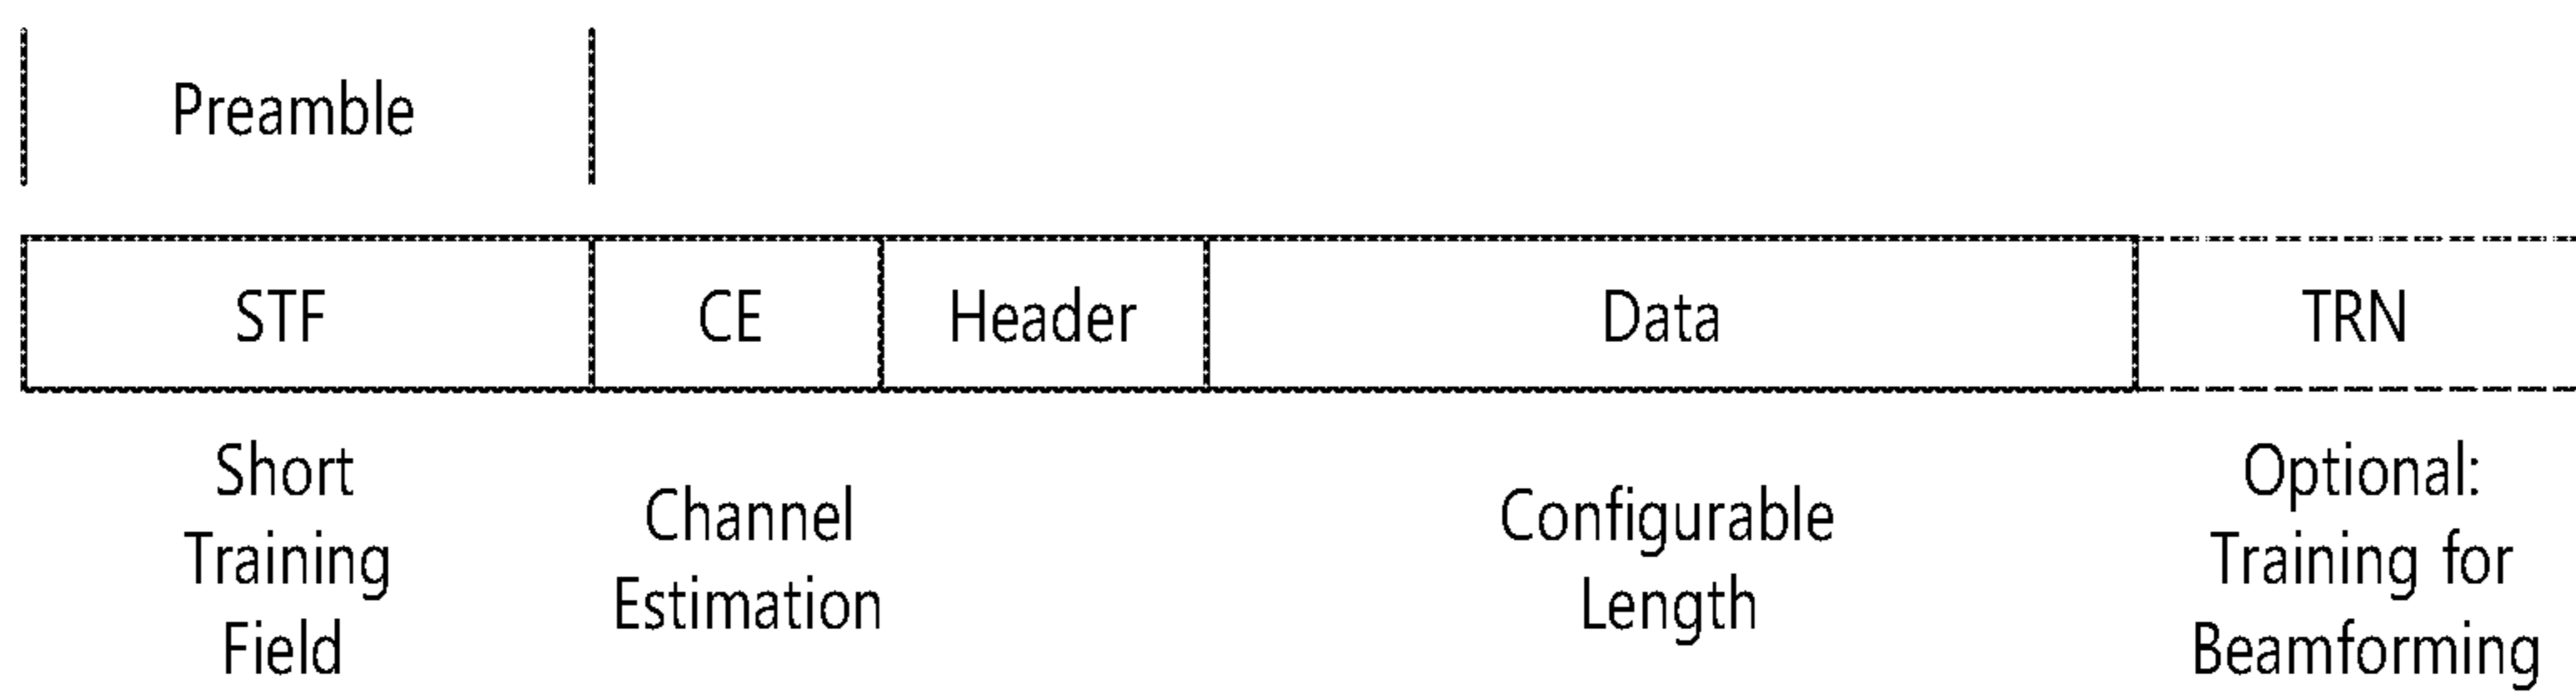 Preamble
STF CE Header Data TRN
Short
Training
Field
Channel
Estimation
Configurable
Length
Optional:
Training for
Beamforming